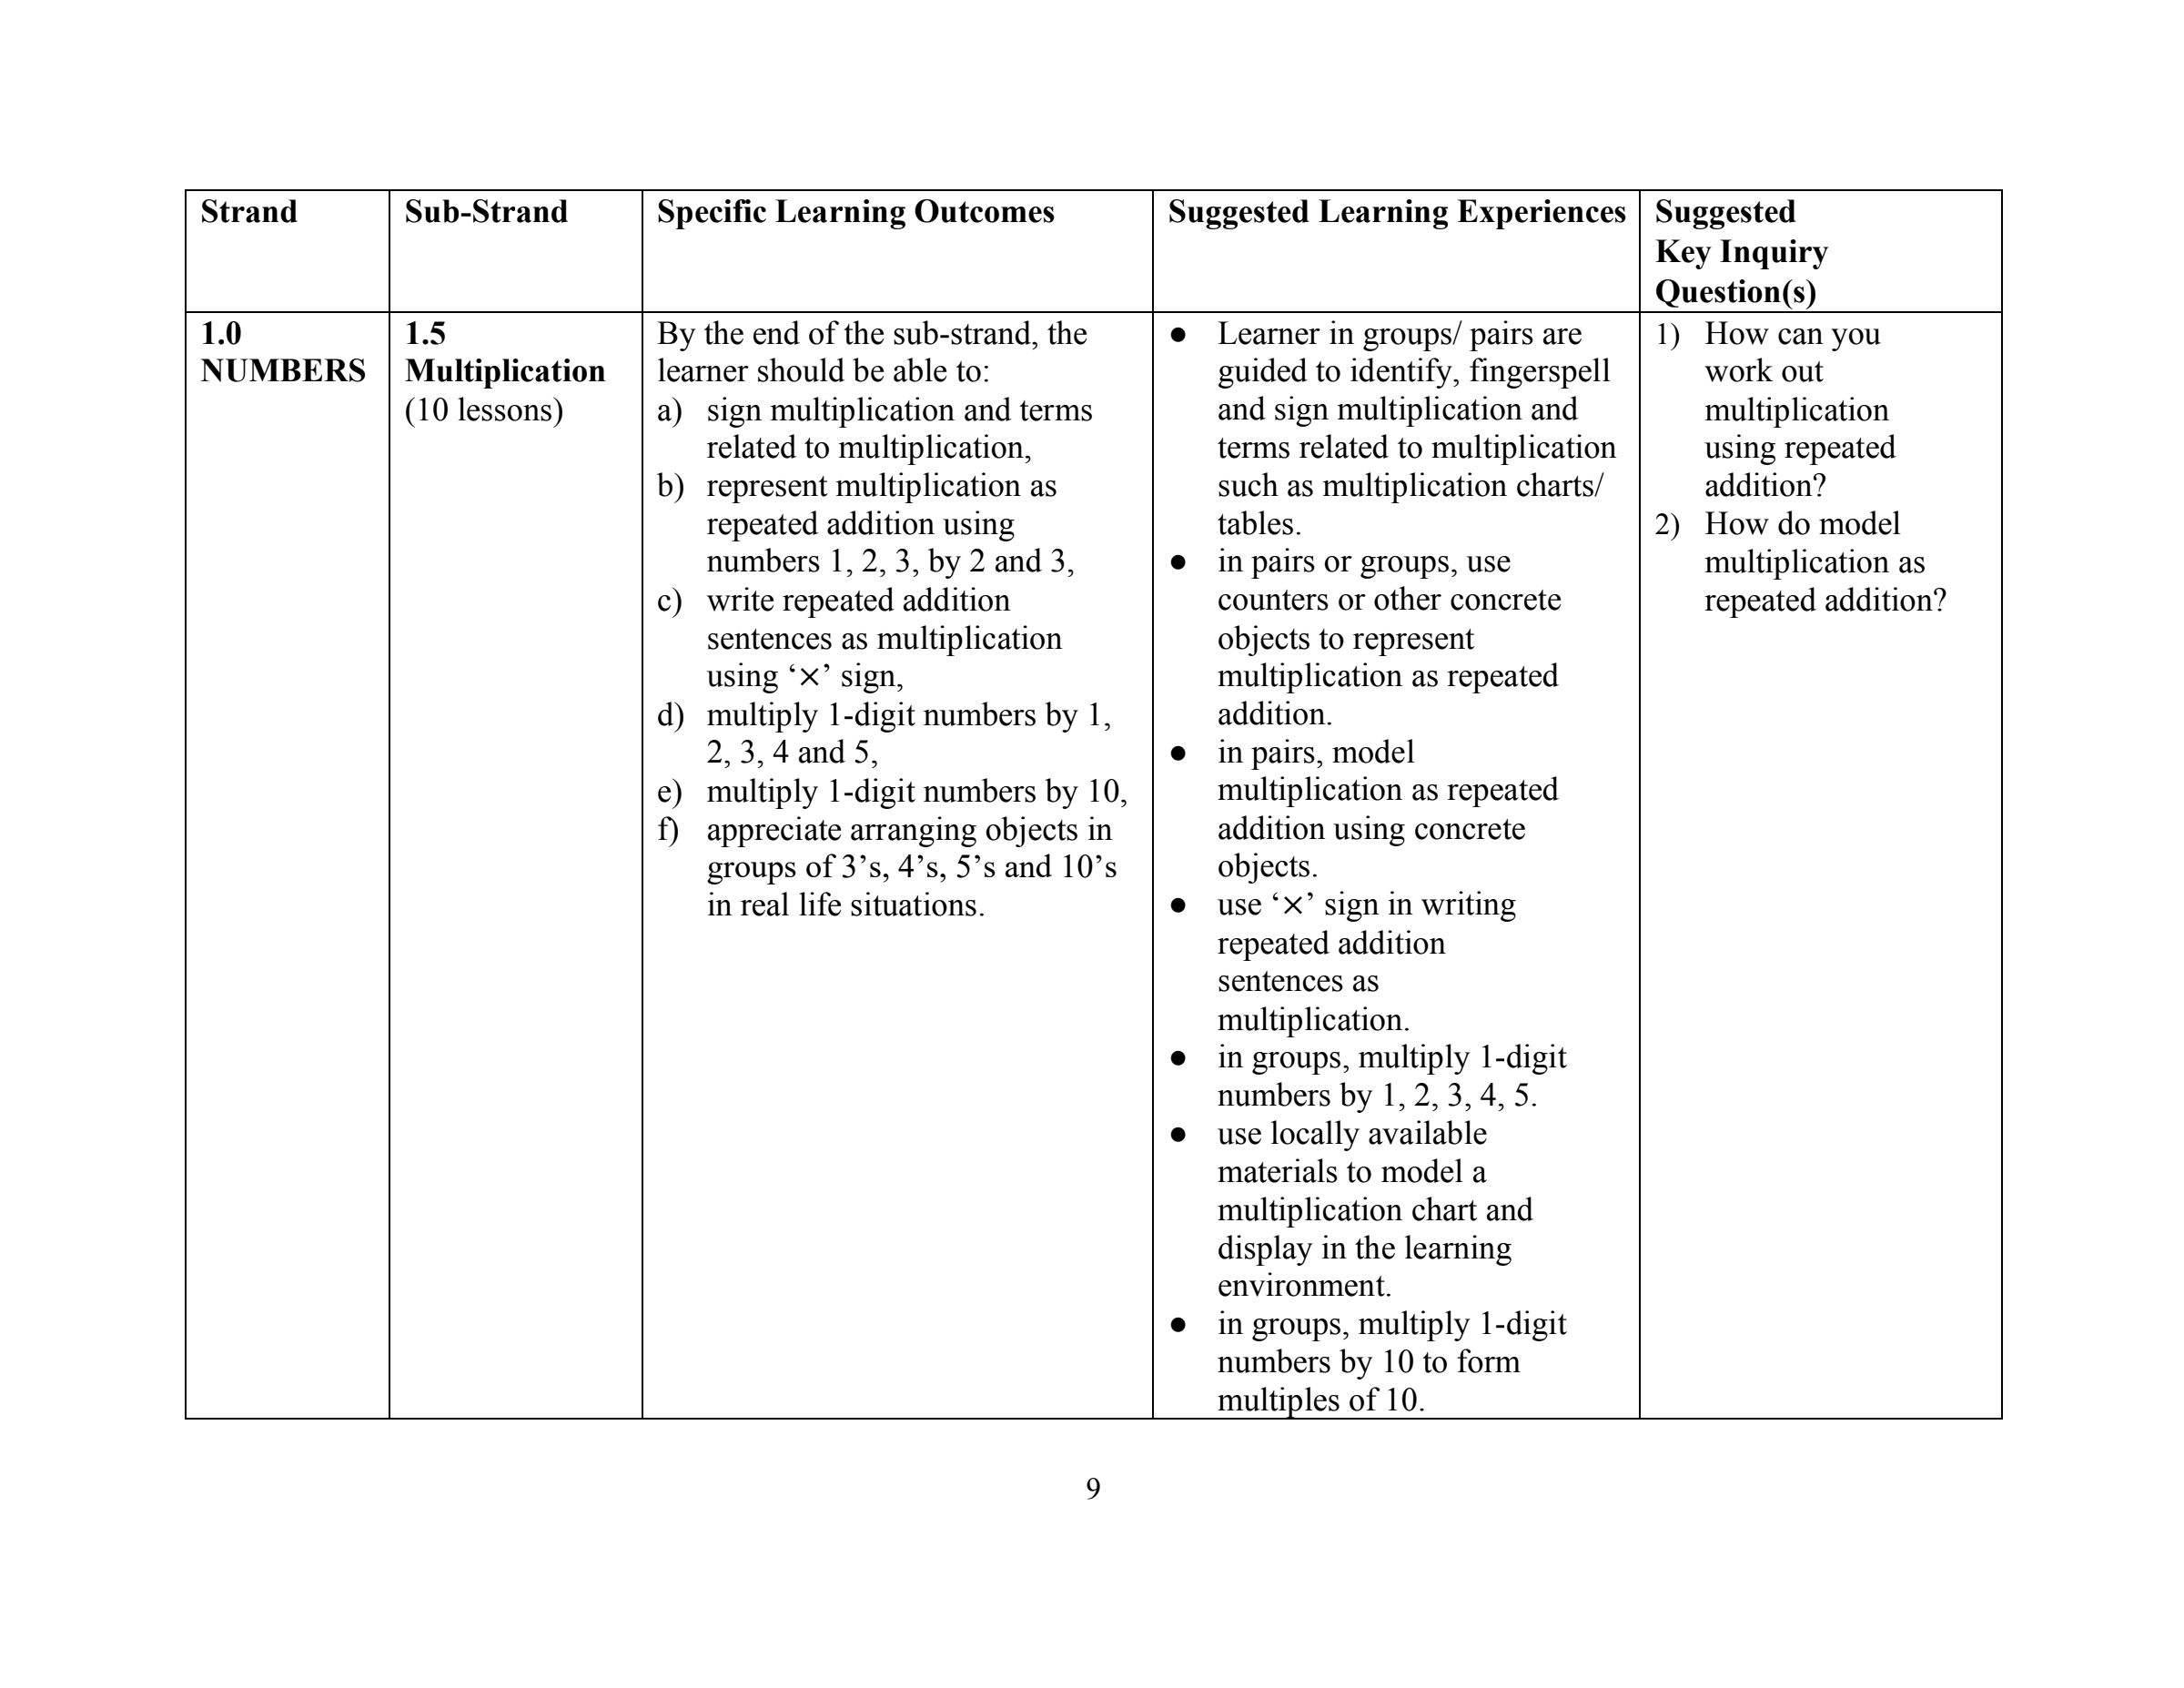 Strand
Sub-Strand
Specific Learning Outcomes
Suggested Learning Experiences
Suggested
Key Inquiry
Question(s)
1.0
NUMBERS
1.5
Multiplication
(10 lessons)
By the end of the sub-strand, the
learner should be able to:
a) sign multiplication and terms
related to multiplication,
b) represent multiplication as
repeated addition using
numbers 1, 2, 3, by 2 and 3,
c) write repeated addition
sentences as multiplication
using ‘×’ sign,
d) multiply 1-digit numbers by 1,
2, 3, 4 and 5,
e) multiply 1-digit numbers by 10,
f) appreciate arranging objects in
groups of 3’s, 4’s, 5’s and 10’s
in real life situations.
● Learner in groups/ pairs are
guided to identify, fingerspell
and sign multiplication and
terms related to multiplication
such as multiplication charts/
tables.
● in pairs or groups, use
counters or other concrete
objects to represent
multiplication as repeated
addition.
● in pairs, model
multiplication as repeated
addition using concrete
objects.
● use ‘×’ sign in writing
repeated addition
sentences as
multiplication.
● in groups, multiply 1-digit
numbers by 1, 2, 3, 4, 5.
● use locally available
materials to model a
multiplication chart and
display in the learning
environment.
● in groups, multiply 1-digit
numbers by 10 to form
multiples of 10.
1) How can you
work out
multiplication
using repeated
addition?
2) How do model
multiplication as
repeated addition?
9